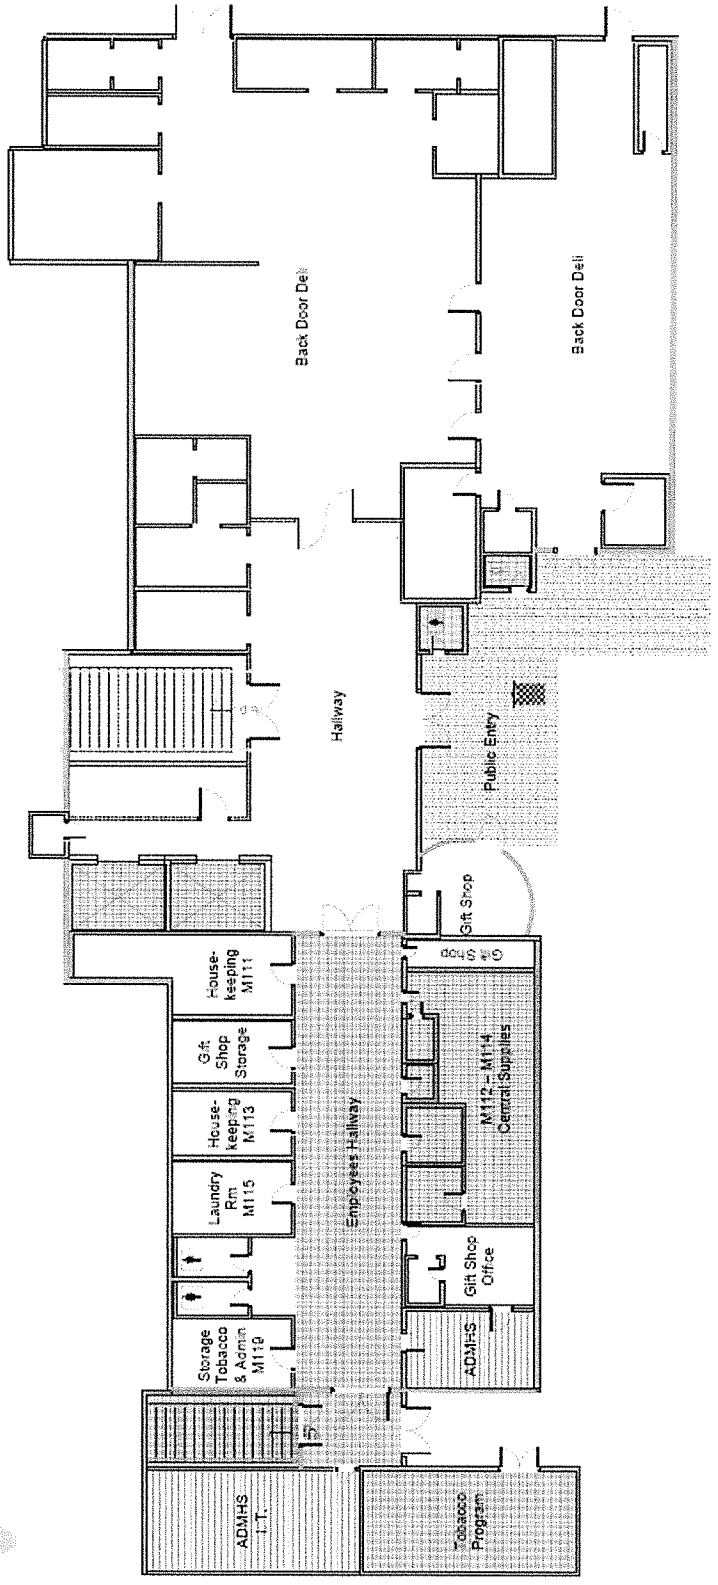 Back Door Deli
Back Door Deli
Hallway
Public Entry
Gift Shop
Gift Shop
House-
keeping
M111
Gift
Shop
Storage
House-
keeping
M113
Laundry
Rm
M115
Storage
Tobacco
& Admin
M119
Employees Hallway
M112 – M114
Central Supplies
Gift Shop
Office
ADMHS
ADMHS
I.T.
Tobacco
Program